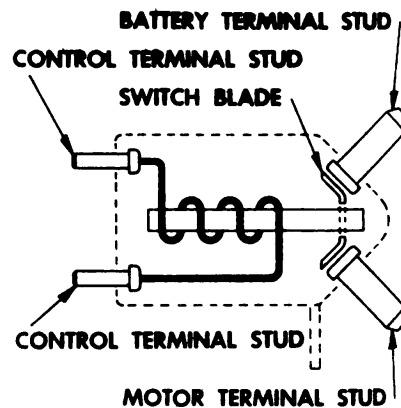 BATTERY TERMINAL STUD
CONTROL TERMINAL STUD
SWITCH BLADE
CONTROL TERMINAL STUD
MOTOR TERMINAL STUD